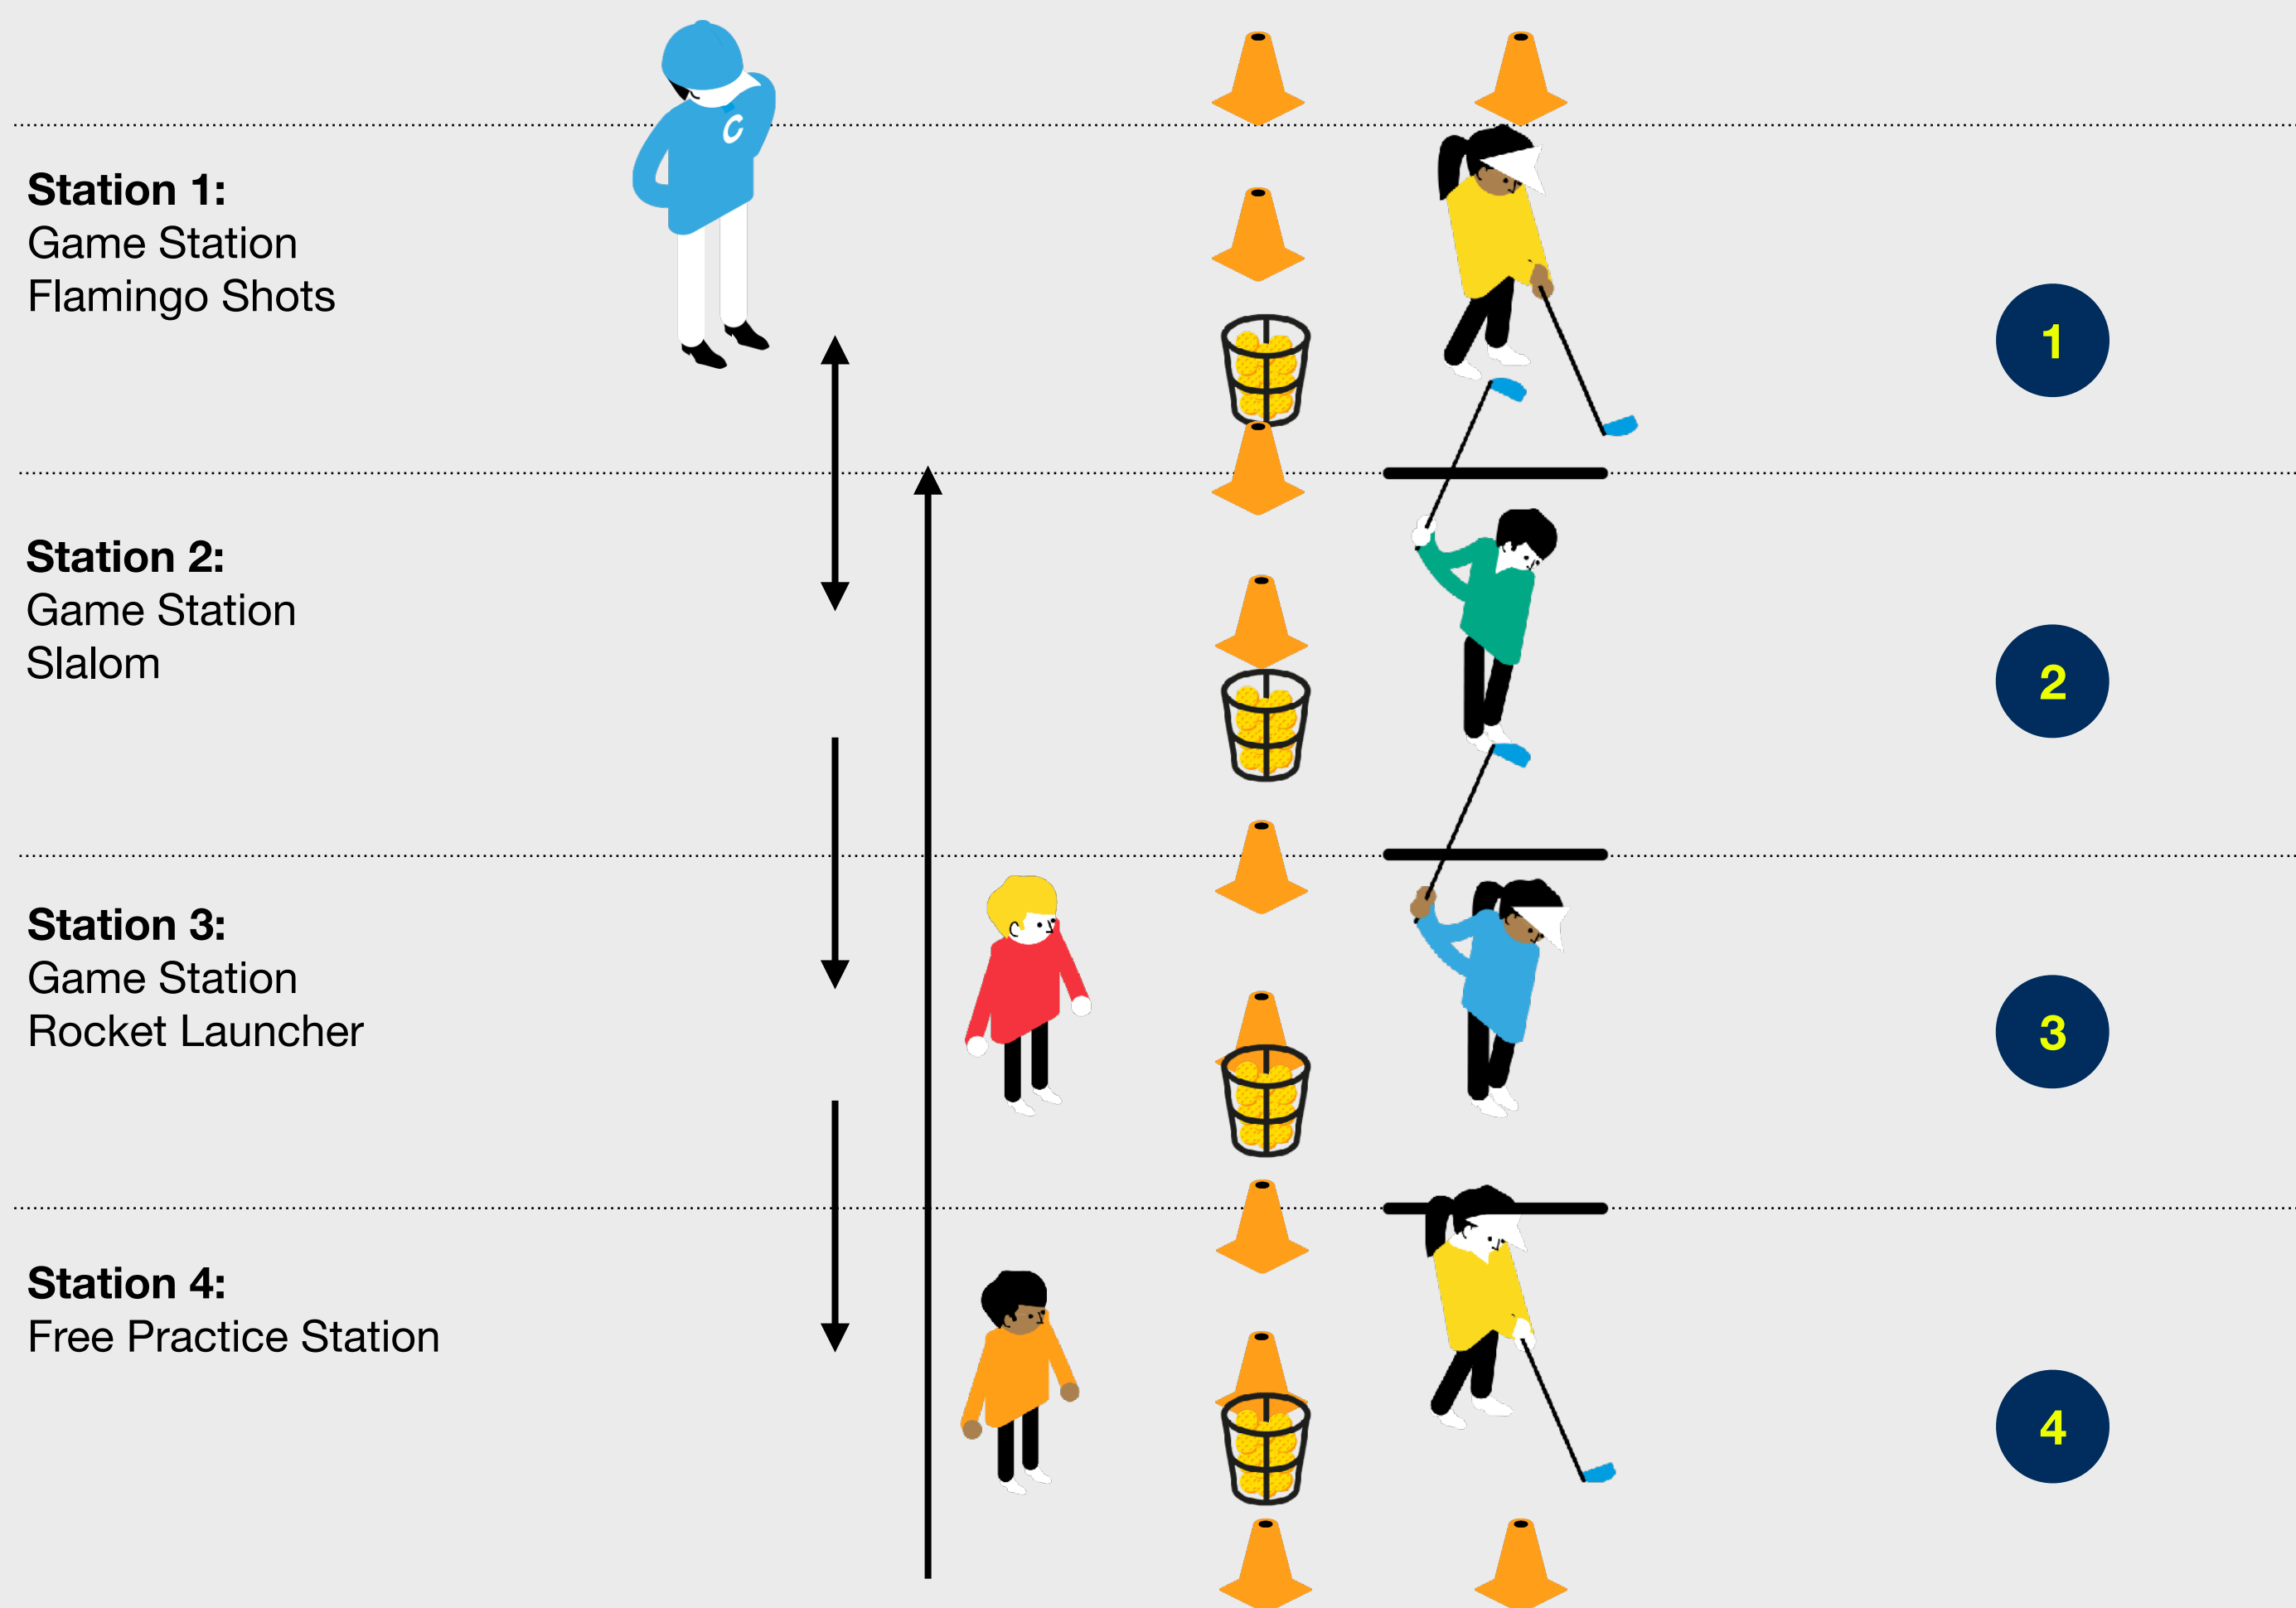 C
Station 1:
Game Station
Flamingo Shots
1
Station 2:
Game Station
Slalom
2
Station 3:
Game Station
Rocket Launcher
3
Station 4:
Free Practice Station
4